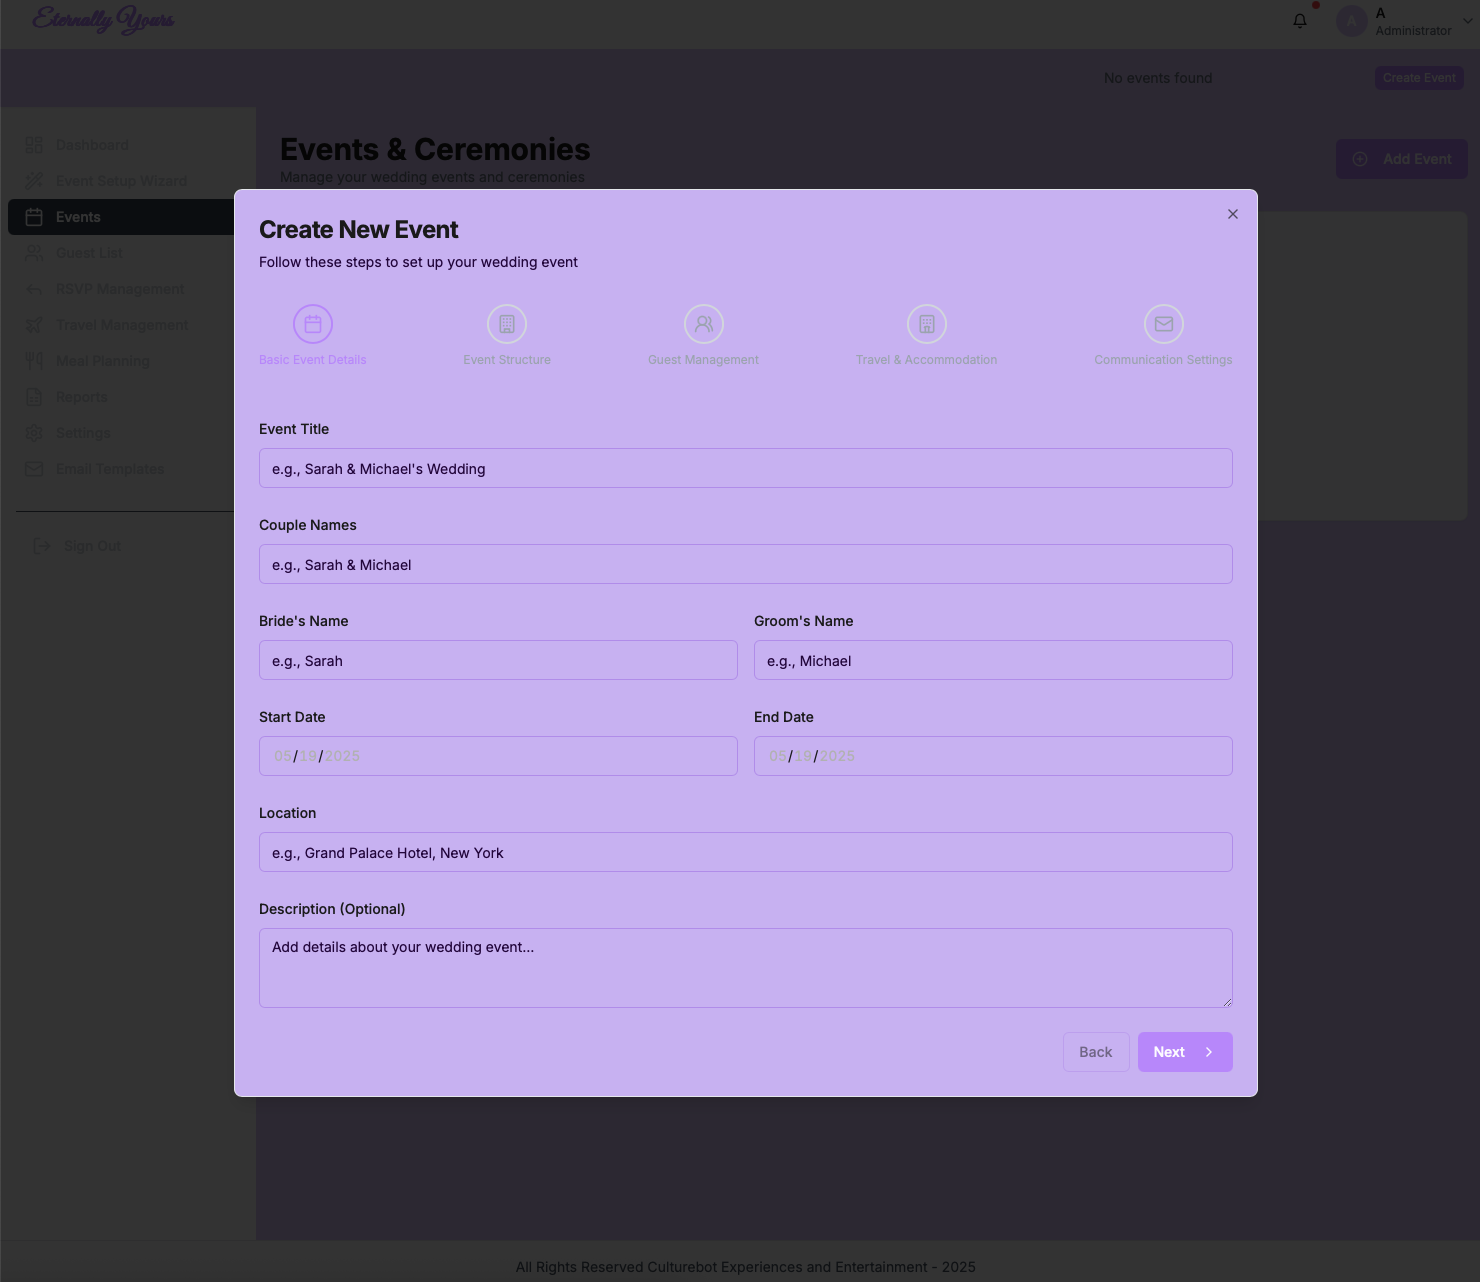 Eternally Yours
A
A
Administrator
No events found
Create Event
Dashboard
Event Setup Wizard
Events
Guest List
RSVP Management
Travel Management
Meal Planning
Reports
Settings
Email Templates
Sign Out
Events & Ceremonies
Manage your wedding events and ceremonies
Add Event
Create New Event
Follow these steps to set up your wedding event
Basic Event Details
Event Structure
Guest Management
Travel & Accommodation
Communication Settings
Event Title
e.g., Sarah & Michael's Wedding
Couple Names
e.g., Sarah & Michael
Bride's Name
Groom's Name
e.g., Sarah
e.g., Michael
Start Date
End Date
05/19/2025
05/19/2025
Location
e.g., Grand Palace Hotel, New York
Description (Optional)
Add details about your wedding event...
Back
Next
All Rights Reserved Culturebot Experiences and Entertainment - 2025